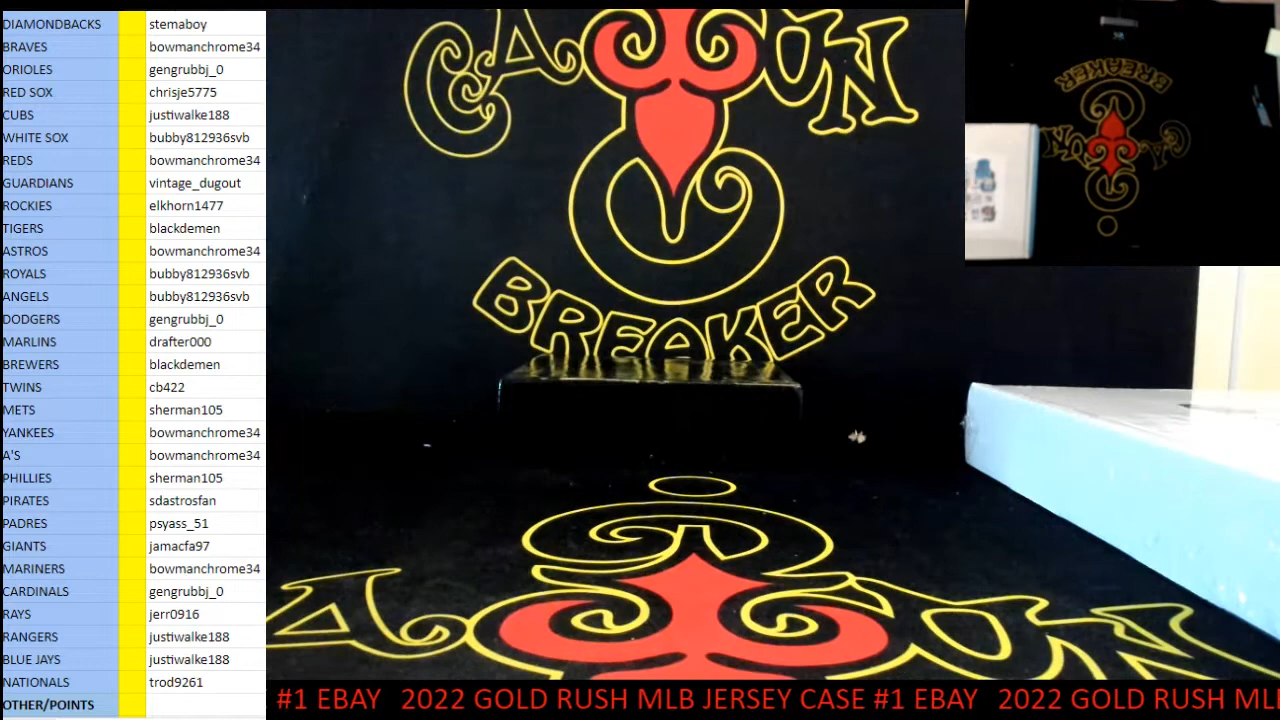 DIAMONDBACKS stemaboy
BRAVES bowmanchrome34
ORIOLES gengrubbj_0
RED SOX chrisje5775
CUBS justiwalke188
WHITE SOX bubby812936svb
REDS bowmanchrome34
GUARDIANS vintage_dugout
ROCKIES elkhorn1477
TIGERS blackdemen
ASTROS bowmanchrome34
ROYALS bubby812936svb
ANGELS bubby812936svb
DODGERS gengrubbj_0
MARLINS drafter000
BREWERS blackdemen
TWINS cb422
METS sherman105
YANKEES bowmanchrome34
A'S bowmanchrome34
PHILLIES sherman105
PIRATES sdastrosfan
PADRES psyass_51
GIANTS jamacfa97
MARINERS bowmanchrome34
CARDINALS gengrubbj_0
RAYS jerr0916
RANGERS justiwalke188
BLUE JAYS justiwalke188
NATIONALS trod9261
OTHER/POINTS
CAJON
BREAKER
BREAKER
#1 EBAY 2022 GOLD RUSH MLB JERSEY CASE #1 EBAY 2022 GOLD RUSH